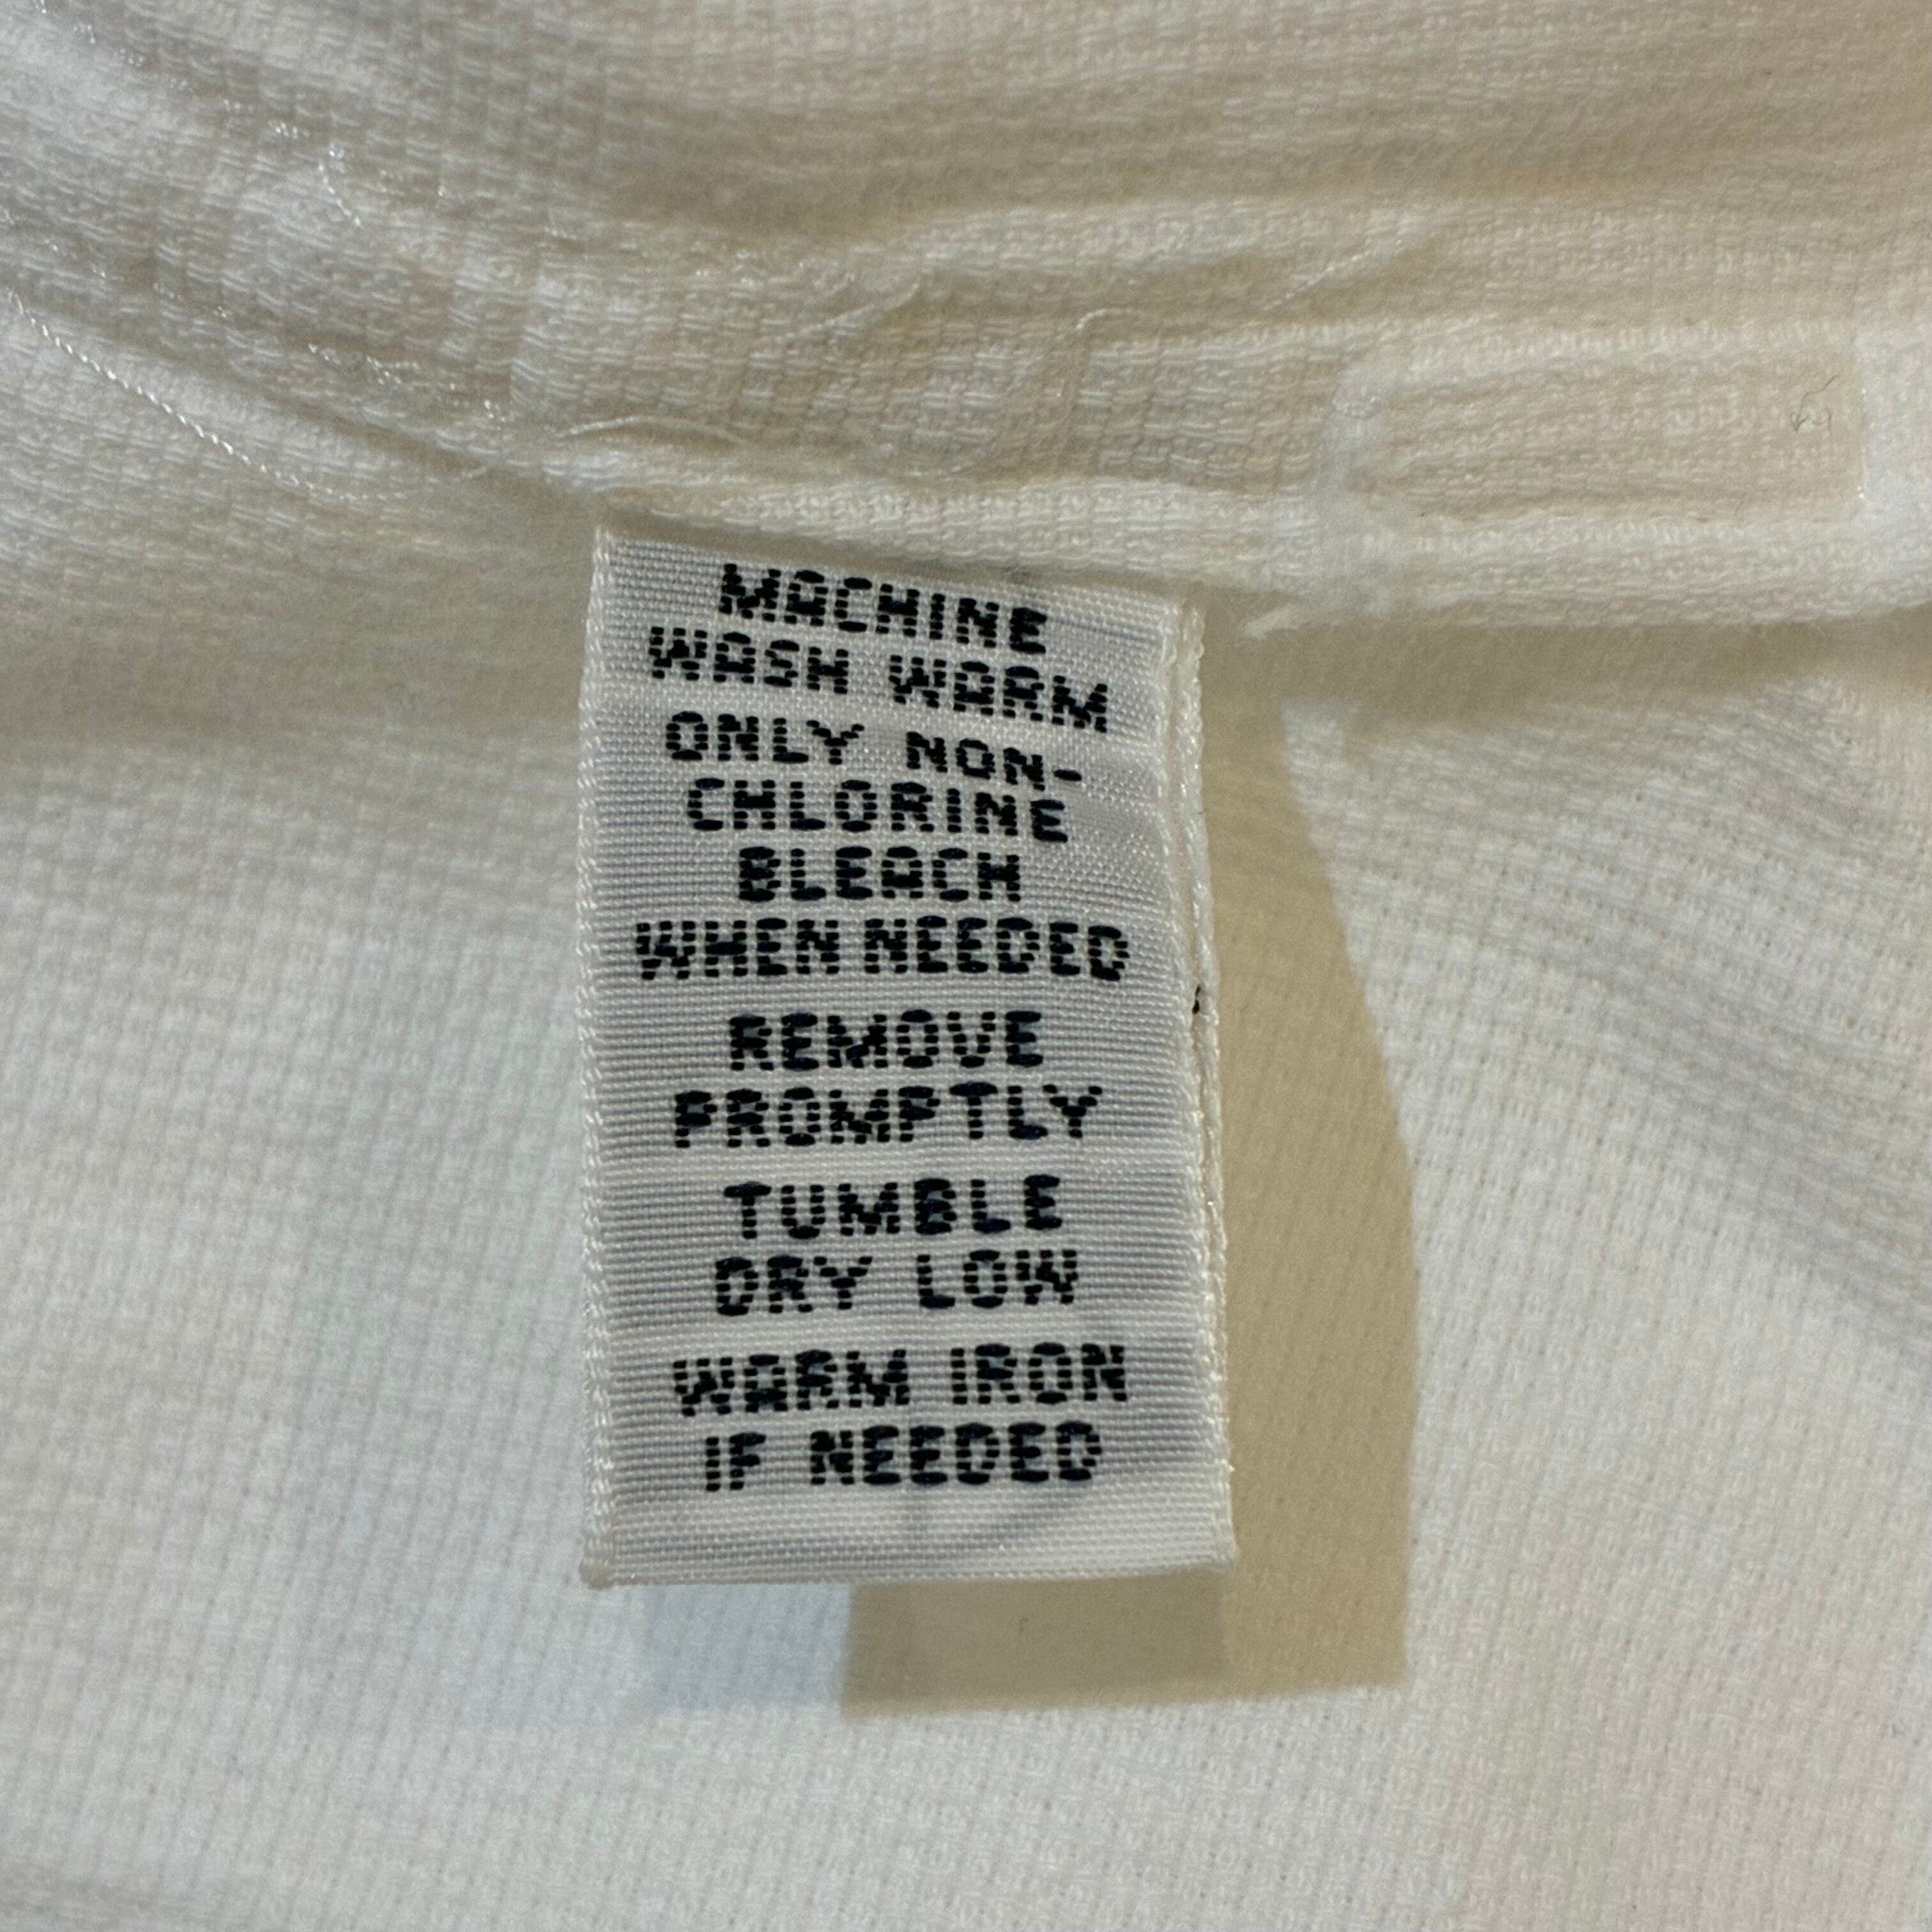 MACHINE
WASH WARM
ONLY NON-
CHLORINE
BLEACH
WHEN NEEDED
REMOVE
PROMPTLY
TUMBLE
DRY LOW
WARM IRON
IF NEEDED